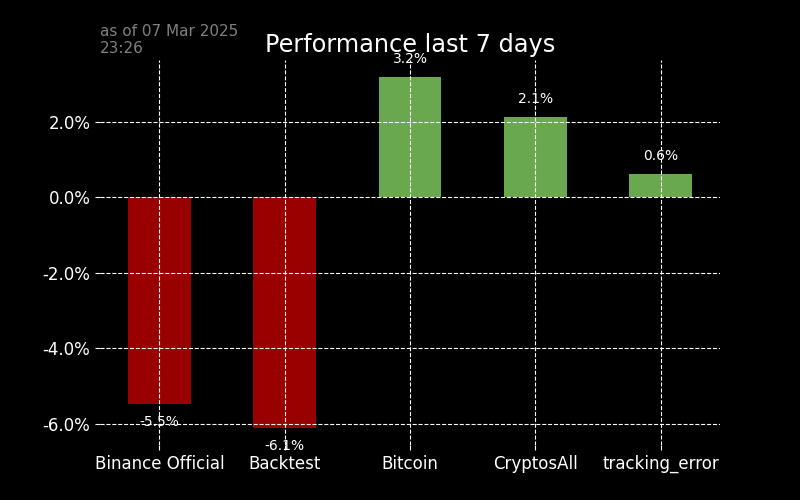 as of 07 Mar 2025
23:26
Performance last 7 days
3.2%
2.1%
0.6%
-5.5%
-6.1%
2.0%
0.0%
-2.0%
-4.0%
-6.0%
Binance Official
Backtest
Bitcoin
CryptosAll
tracking_error